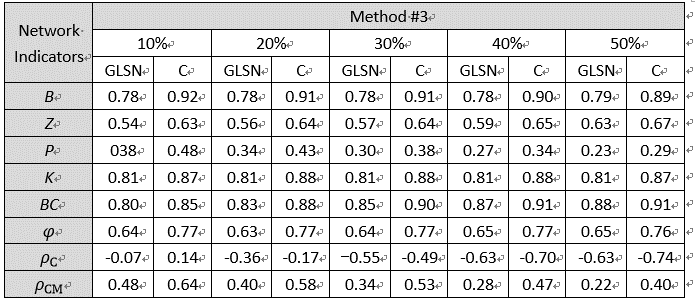 Network Indicators Method #3
10% 20% 30% 40% 50%
GLSN C GLSN C GLSN C GLSN C GLSN C
B 0.78 0.92 0.78 0.91 0.78 0.91 0.78 0.90 0.79 0.89
Z 0.54 0.63 0.56 0.64 0.57 0.64 0.59 0.65 0.63 0.67
P 038 0.48 0.34 0.43 0.30 0.38 0.27 0.34 0.23 0.29
K 0.81 0.87 0.81 0.88 0.81 0.88 0.81 0.88 0.81 0.87
BC 0.80 0.85 0.83 0.88 0.85 0.90 0.87 0.91 0.88 0.91
φ 0.64 0.77 0.63 0.77 0.64 0.77 0.65 0.77 0.65 0.76
ρC -0.07 0.14 -0.36 -0.17 −0.55 -0.49 -0.63 -0.70 -0.63 -0.74
ρCM 0.48 0.64 0.40 0.58 0.34 0.53 0.28 0.47 0.22 0.40